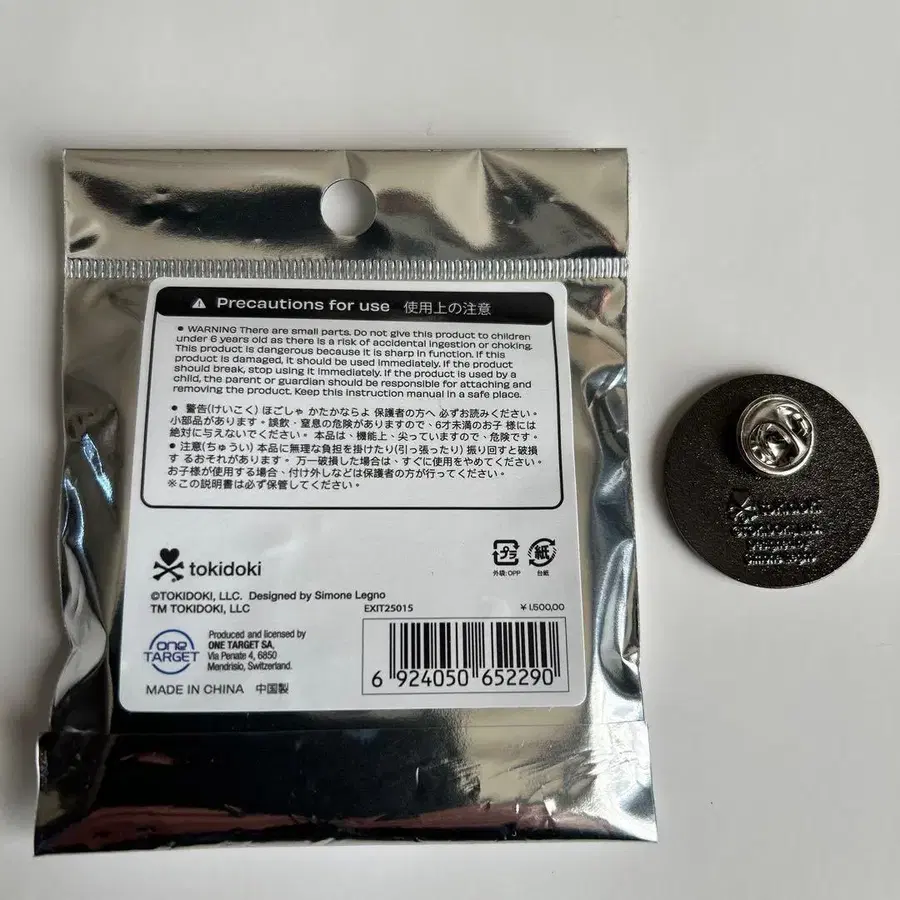 ⚠ Precautions for use 使用上の注意
● WARNING There are small parts. Do not give this product to children
under 6 years old as there is a risk of accidental ingestion or choking.
This product is dangerous because it is sharp in function. If this
product is damaged, it should be used immediately. If the product
should break, stop using it immediately. If the product is used by a
child, the parent or guardian should be responsible for attaching and
removing the product. Keep this instruction manual in a safe place.
● 警告(けいこく) ほごしゃ かたかならよ 保護者の方へ 必ずお読みください。
小部品があります。誤飲、窒息の危険がありますので、6才未満のお子 様には
絶対に与えないでください。 本品は、機能上、尖っていますので、危険です。
● 注意(ちゅうい) 本品に無理な負担を掛けたり(引っ張ったり) 振り回すと破損
するおそれがあります。 万一破損した場合は、すぐに使用をやめてください。
お子様が使用する場合、付け外しなどは保護者の方が行ってください。
※この説明書は必ず保管してください。
tokidoki
プラ 紙
外袋:OPP 台紙
©TOKIDOKI, LLC. Designed by Simone Legno
TM TOKIDOKI, LLC EXIT25015 ¥ 1.500,00
one TARGET
Produced and licensed by
ONE TARGET SA,
Via Penate 4, 6850
Mendrisio, Switzerland.
MADE IN CHINA 中国製
6 924050 652290
tokidoki